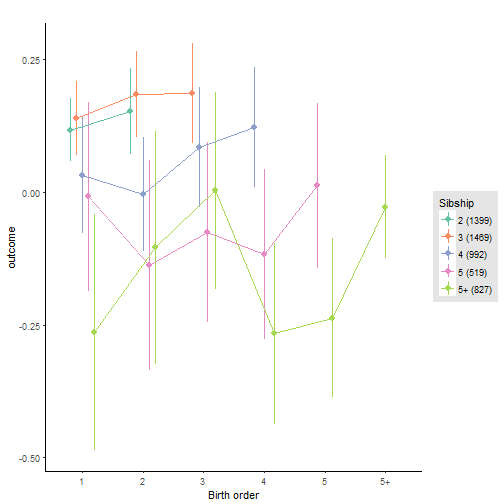 outcome
0.25
0.00
-0.25
-0.50
1 2 3 4 5 5+
Birth order
Sibship
2 (1399)
3 (1469)
4 (992)
5 (519)
5+ (827)